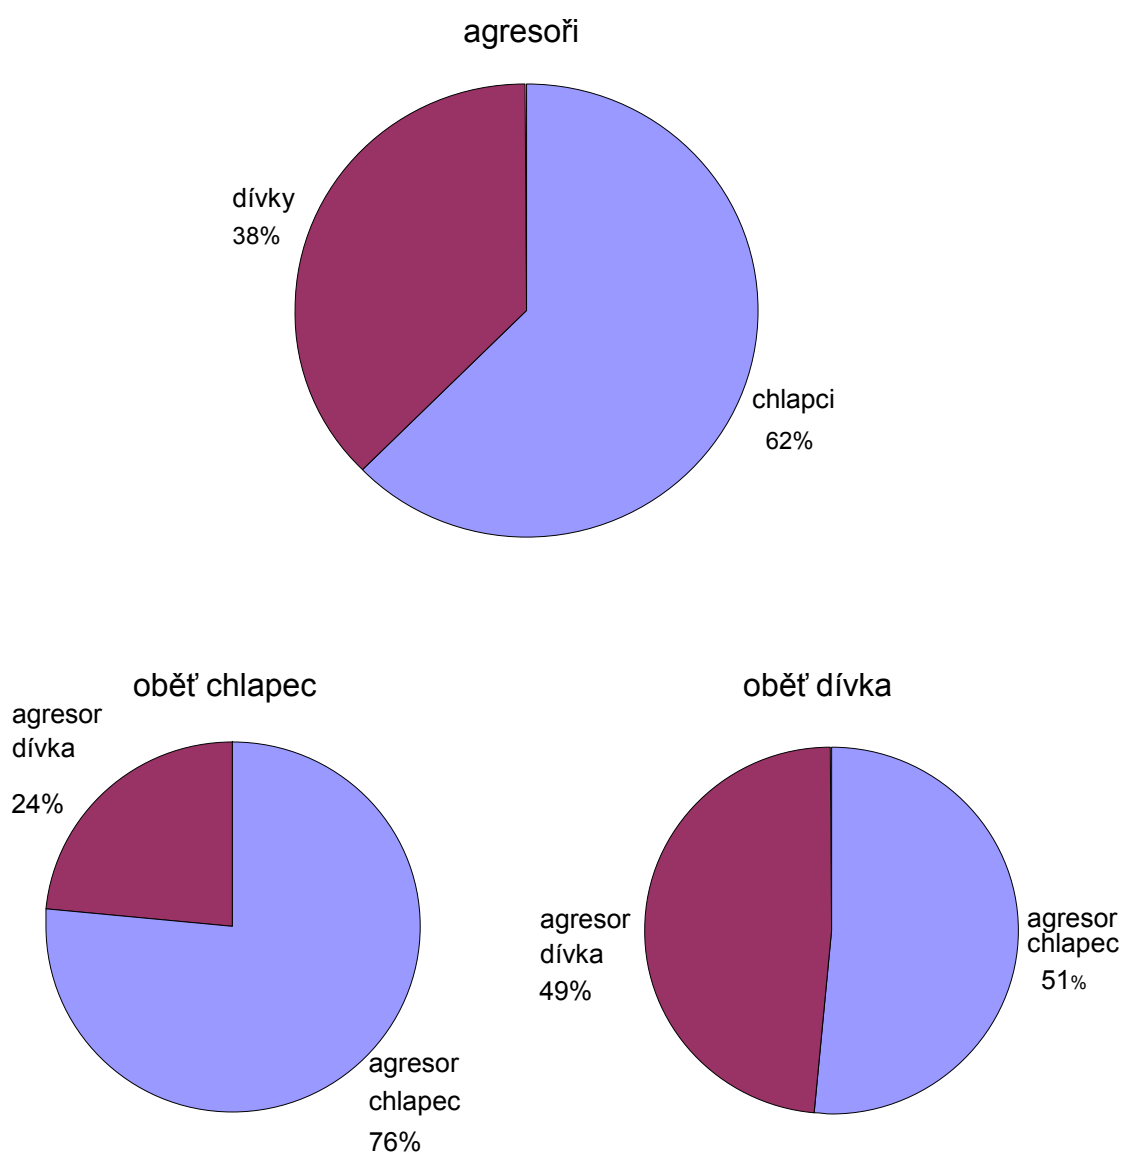 agresoři
dívky
38%
chlapci
62%
oběť chlapec
agresor
dívka
24%
agresor
chlapec
76%
oběť dívka
agresor
dívka
49%
agresor
chlapec
51%